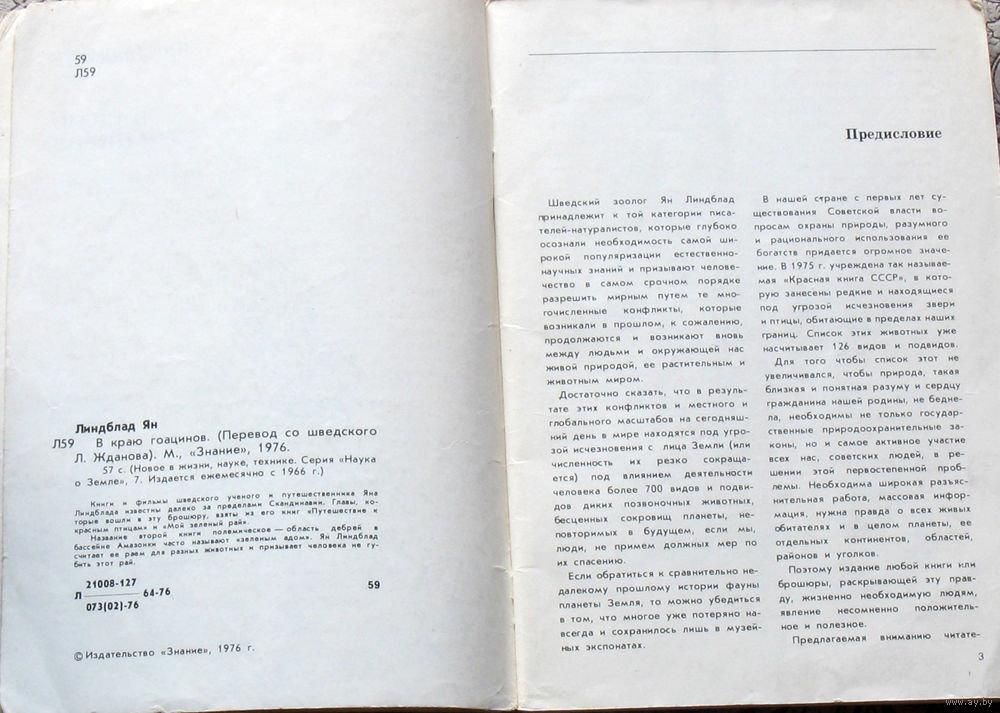 59
Л59
Линдблад Ян
Л59 В краю гоацинов. (Перевод со шведского
Л. Жданова). М., «Знание», 1976.
57 с. (Новое в жизни, науке, технике. Серия «Наука
о Земле», 7. Издается ежемесячно с 1966 г.)
Книги и фильмы шведского ученого и путешественника Яна
Линдблада известны далеко за пределами Скандинавии. Главы, ко-
торые вошли в эту брошюру, взяты из его книг «Путешествие к
красным птицам» и «Мой зеленый рай».
Название второй книги полемическое — область дебрей в
бассейне Амазонки часто называют «зеленым адом». Ян Линдблад
считает ее раем для разных животных и призывает человека не гу-
бить этот рай.
21008-127
Л 64-76 59
073(02)-76
© Издательство «Знание», 1976 г.
Предисловие
Шведский зоолог Ян Линдблад
принадлежит к той категории писа-
телей-натуралистов, которые глубоко
осознали необходимость самой ши-
рокой популяризации естественно-
научных знаний и призывают челове-
чество в самом срочном порядке
разрешить мирным путем те мно-
гочисленные конфликты, которые
возникали в прошлом, к сожалению,
продолжаются и возникают вновь
между людьми и окружающей нас
живой природой, ее растительным и
животным миром.
Достаточно сказать, что в резуль-
тате этих конфликтов и местного и
глобального масштабов на сегодняш-
ний день в мире находятся под угро-
зой исчезновения с лица Земли (или
численность их резко сокраща-
ется) под влиянием деятельности
человека более 700 видов и подви-
дов диких позвоночных животных,
бесценных сокровищ планеты, не-
повторимых в будущем, если мы,
люди, не примем должных мер по
их спасению.
Если обратиться к сравнительно не-
далекому прошлому истории фауны
планеты Земля, то можно убедиться
в том, что многое уже потеряно на-
всегда и сохранилось лишь в музей-
ных экспонатах.
В нашей стране с первых лет су-
ществования Советской власти во-
просам охраны природы, разумного
и рационального использования ее
богатств придается огромное значе-
ние. В 1975 г. учреждена так называе-
мая «Красная книга СССР», в кото-
рую занесены редкие и находящиеся
под угрозой исчезновения звери
и птицы, обитающие в пределах наших
границ. Список этих животных уже
насчитывает 126 видов и подвидов.
Для того чтобы список этот не
увеличивался, чтобы природа, такая
близкая и понятная разуму и сердцу
гражданина нашей родины, не бедне-
ла, необходимы не только государ-
ственные природоохранительные за-
коны, но и самое активное участие
всех нас, советских людей, в ре-
шении этой первостепенной проб-
лемы. Необходима широкая разъяс-
нительная работа, массовая инфор-
мация, нужна правда о всех живых
обитателях и в целом планеты, ее
отдельных континентов, областей,
районов и уголков.
Поэтому издание любой книги или
брошюры, раскрывающей эту прав-
ду, жизненно необходимую людям,
явление несомненно положитель-
ное и полезное.
Предлагаемая вниманию читате-
3
www.ay.by